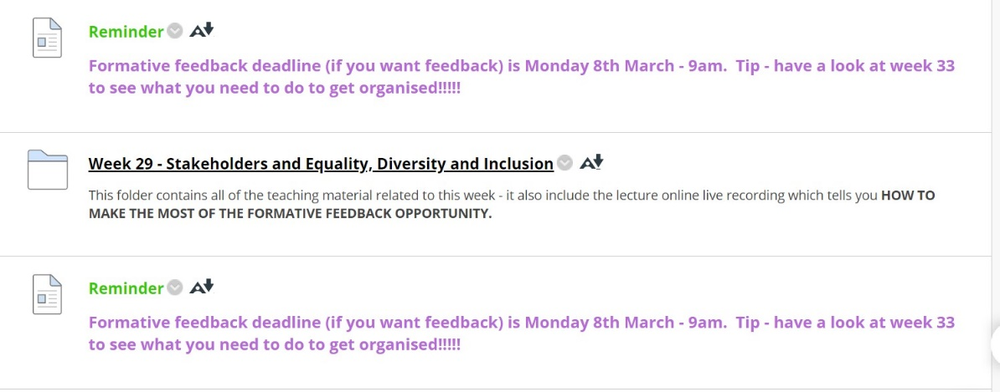 Reminder
Formative feedback deadline (if you want feedback) is Monday 8th March - 9am.  Tip - have a look at week 33
to see what you need to do to get organised!!!!!
Week 29 - Stakeholders and Equality, Diversity and Inclusion
This folder contains all of the teaching material related to this week - it also include the lecture online live recording which tells you HOW TO
MAKE THE MOST OF THE FORMATIVE FEEDBACK OPPORTUNITY.
Reminder
Formative feedback deadline (if you want feedback) is Monday 8th March - 9am.  Tip - have a look at week 33
to see what you need to do to get organised!!!!!